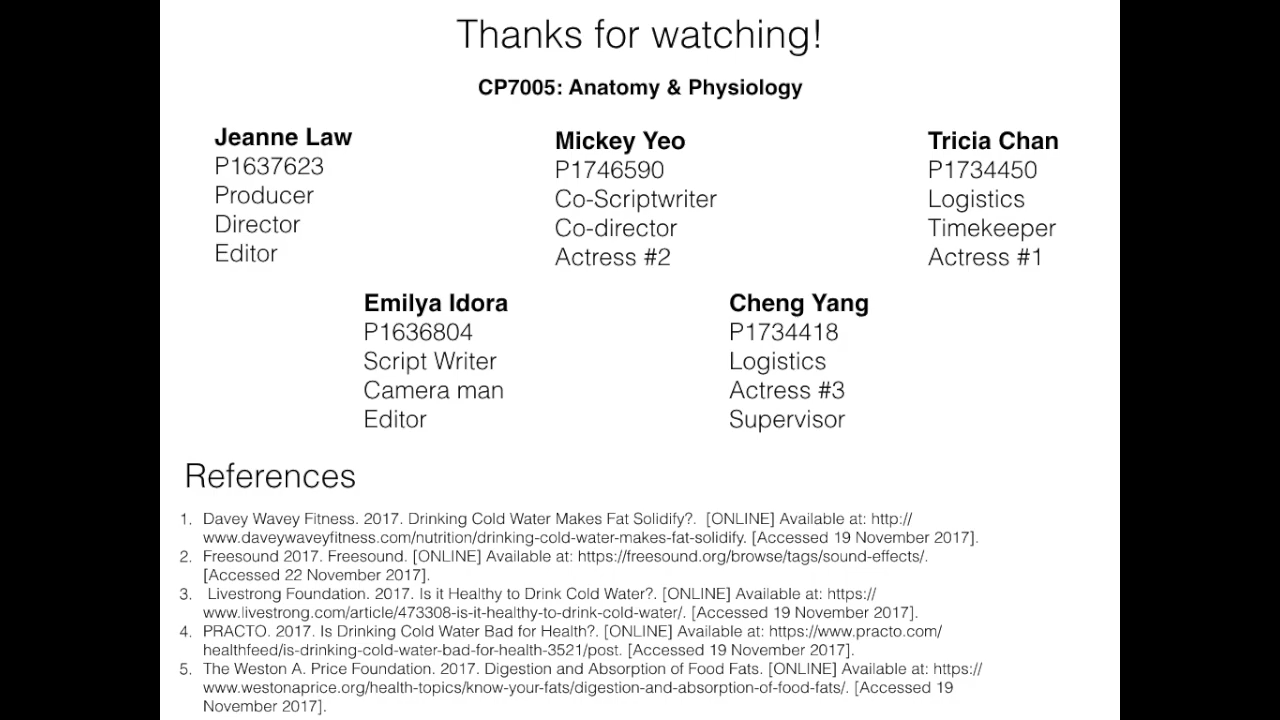 Thanks for watching!
CP7005: Anatomy & Physiology
Jeanne Law
P1637623
Producer
Director
Editor
Mickey Yeo
P1746590
Co-Scriptwriter
Co-director
Actress #2
Tricia Chan
P1734450
Logistics
Timekeeper
Actress #1
Emilya Idora
P1636804
Script Writer
Camera man
Editor
Cheng Yang
P1734418
Logistics
Actress #3
Supervisor
References
1. Davey Wavey Fitness. 2017. Drinking Cold Water Makes Fat Solidify?. [ONLINE] Available at: http://
www.daveywaveyfitness.com/nutrition/drinking-cold-water-makes-fat-solidify. [Accessed 19 November 2017].
2. Freesound 2017. Freesound. [ONLINE] Available at: https://freesound.org/browse/tags/sound-effects/.
[Accessed 22 November 2017].
3. Livestrong Foundation. 2017. Is it Healthy to Drink Cold Water?. [ONLINE] Available at: https://
www.livestrong.com/article/473308-is-it-healthy-to-drink-cold-water/. [Accessed 19 November 2017].
4. PRACTO. 2017. Is Drinking Cold Water Bad for Health?. [ONLINE] Available at: https://www.practo.com/
healthfeed/is-drinking-cold-water-bad-for-health-3521/post. [Accessed 19 November 2017].
5. The Weston A. Price Foundation. 2017. Digestion and Absorption of Food Fats. [ONLINE] Available at: https://
www.westonaprice.org/health-topics/know-your-fats/digestion-and-absorption-of-food-fats/. [Accessed 19
November 2017].